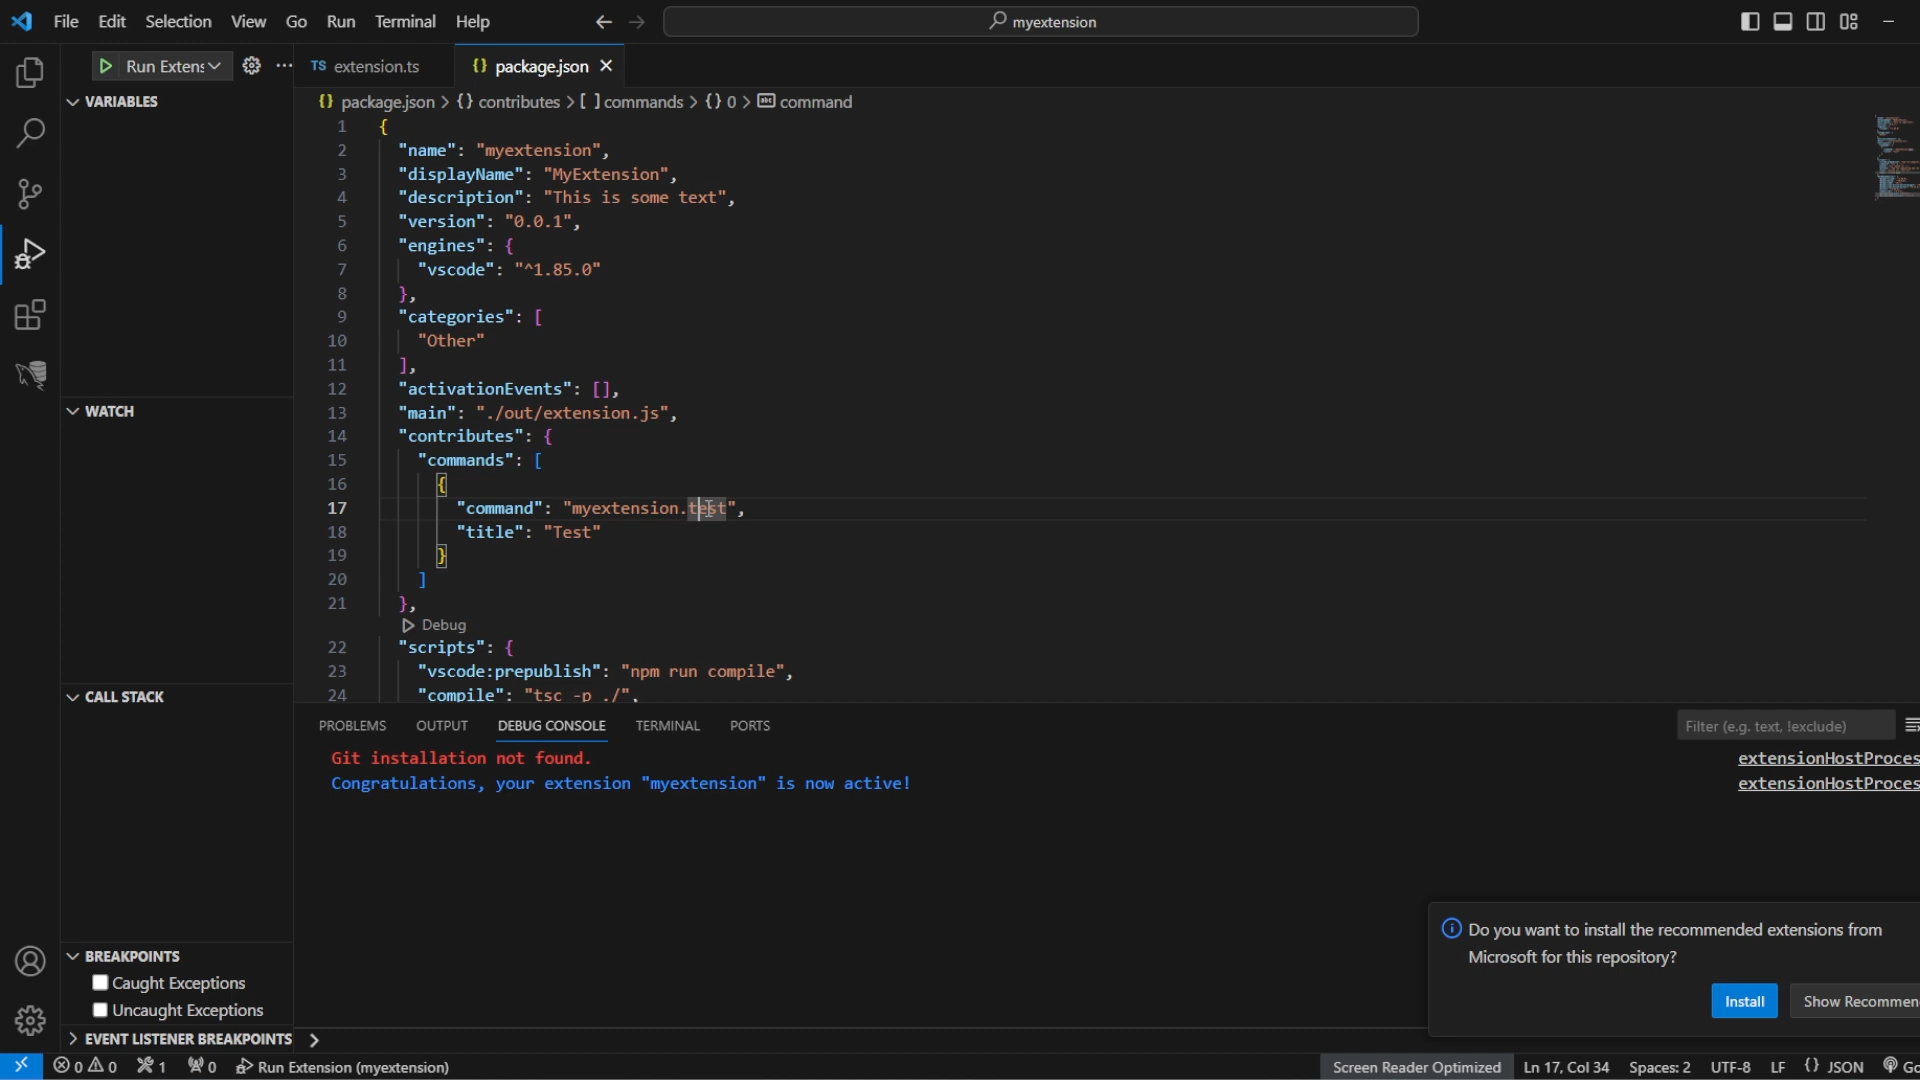 File Edit Selection View Go Run Terminal Help
myextension
Run Extens
TS extension.ts
{} package.json
VARIABLES
{} package.json > {} contributes > [ ] commands > {} 0 > command
1 {
2 "name": "myextension",
3 "displayName": "MyExtension",
4 "description": "This is some text",
5 "version": "0.0.1",
6 "engines": {
7 "vscode": "^1.85.0"
8 },
9 "categories": [
10 "Other"
11 ],
12 "activationEvents": [],
13 "main": "./out/extension.js",
14 "contributes": {
15 "commands": [
16 {
17 "command": "myextension.test",
18 "title": "Test"
19 }
20 ]
21 },
Debug
22 "scripts": {
23 "vscode:prepublish": "npm run compile",
24 "compile": "tsc -p ./",
WATCH
CALL STACK
BREAKPOINTS
Caught Exceptions
Uncaught Exceptions
EVENT LISTENER BREAKPOINTS
PROBLEMS OUTPUT DEBUG CONSOLE TERMINAL PORTS
Filter (e.g. text, !exclude)
Git installation not found.
extensionHostProces
Congratulations, your extension "myextension" is now active!
extensionHostProces
Do you want to install the recommended extensions from
Microsoft for this repository?
Install
Show Recommen
0 0 1 0 Run Extension (myextension)
Screen Reader Optimized Ln 17, Col 34 Spaces: 2 UTF-8 LF {} JSON Go